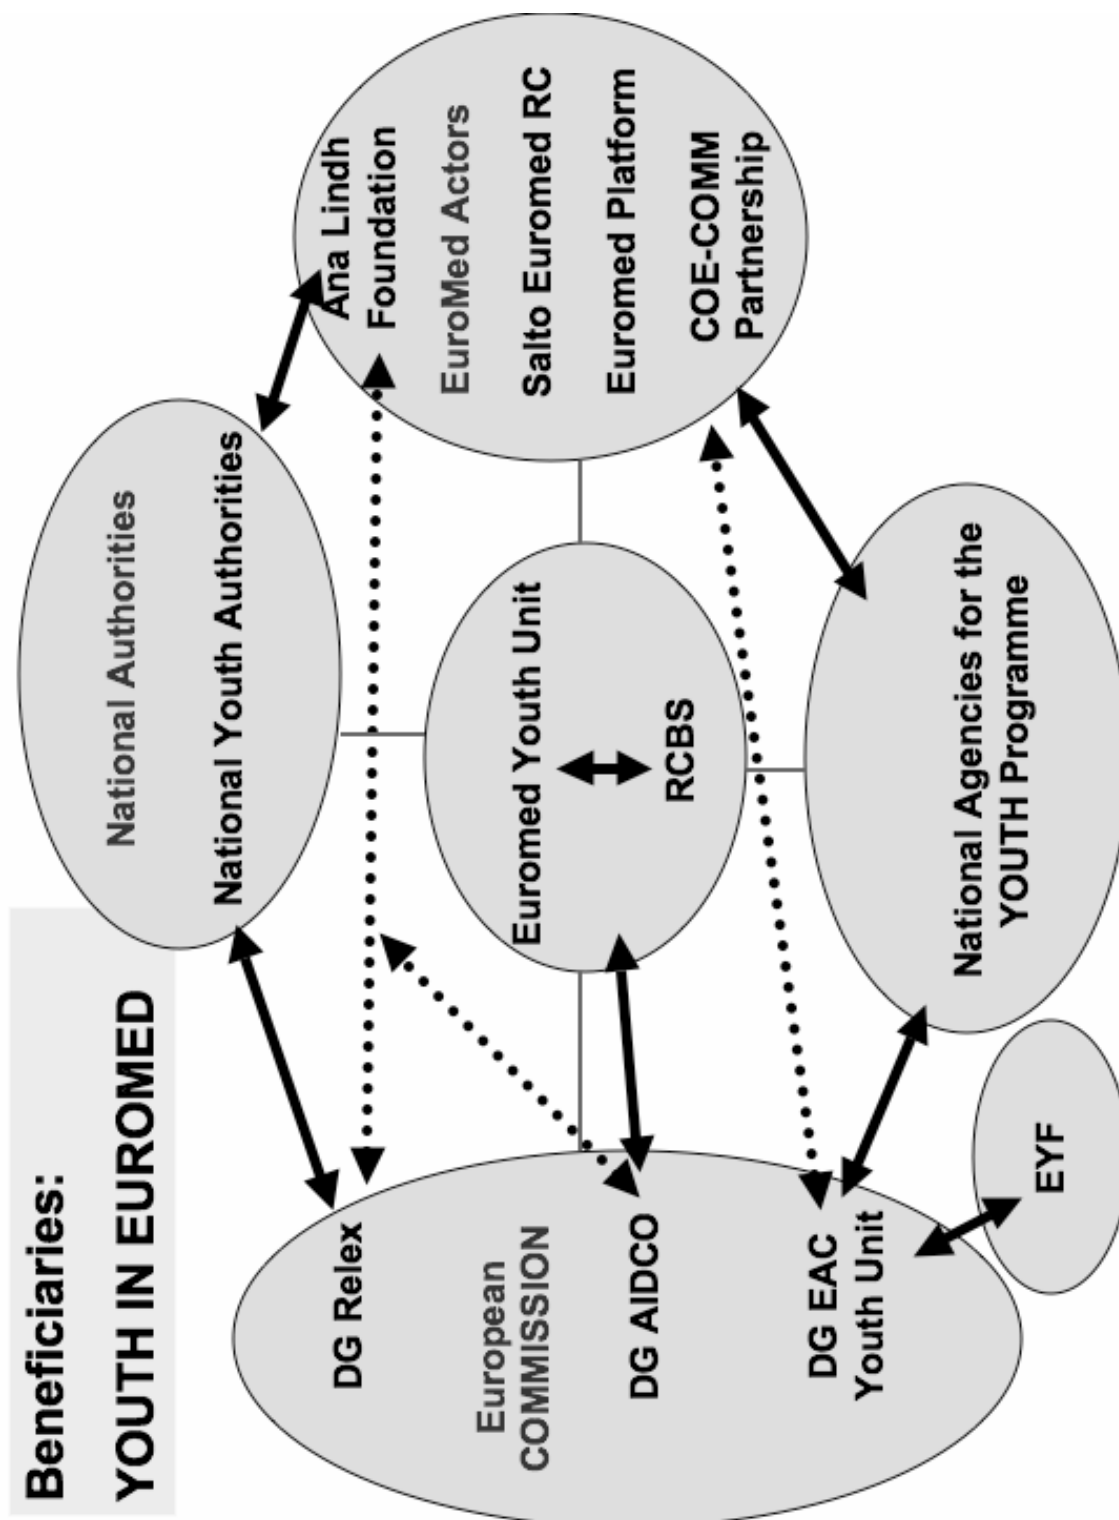 Beneficiaries:
YOUTH IN EUROMED
National Authorities
National Youth Authorities
DG Relex
European
COMMISSION
DG AIDCO
DG EAC
Youth Unit
Euromed Youth Unit
RCBS
Ana Lindh
Foundation
EuroMed Actors
Salto Euromed RC
Euromed Platform
COE-COMM
Partnership
EYF
National Agencies for the
YOUTH Programme